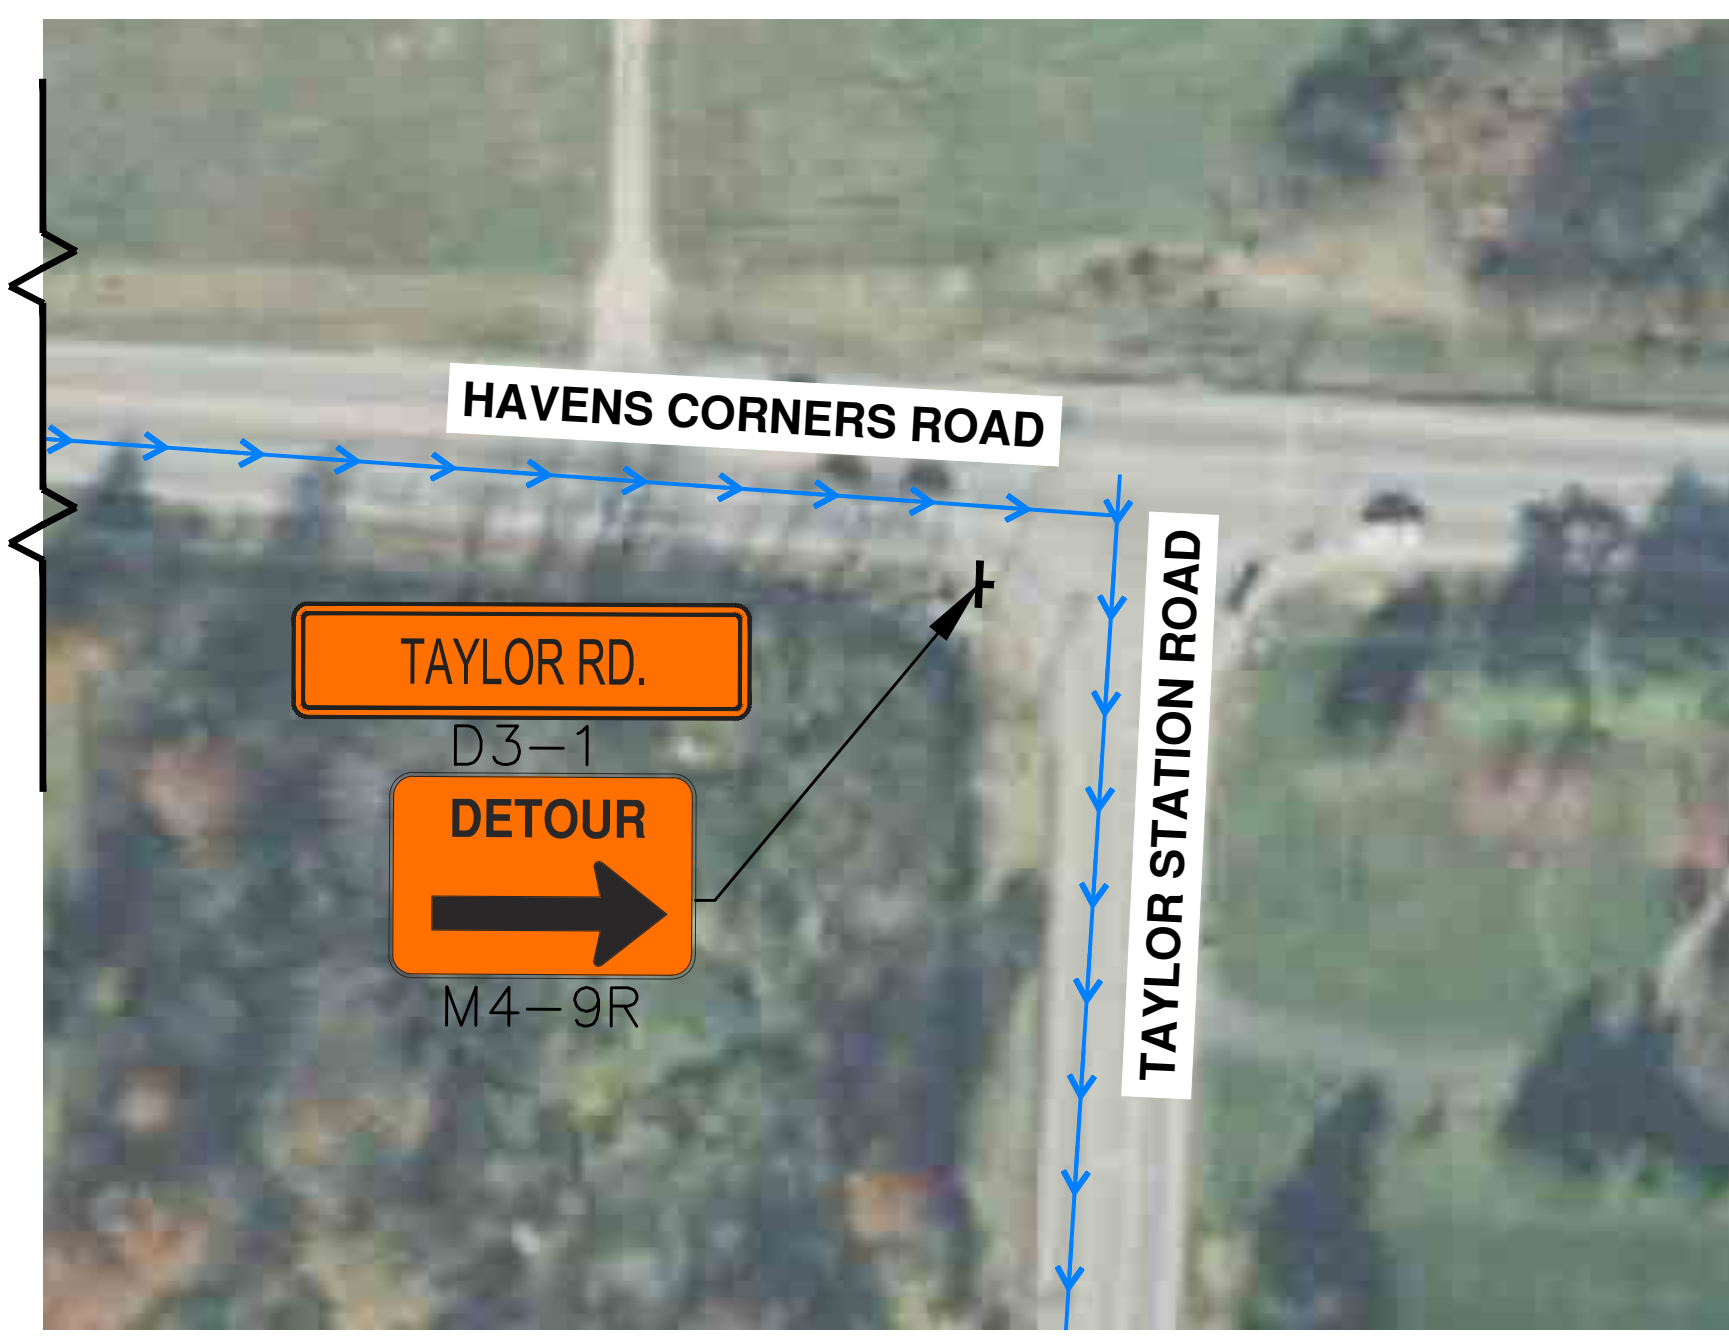 HAVENS CORNERS ROAD
TAYLOR STATION ROAD
TAYLOR RD.
D3-1
DETOUR
M4-9R